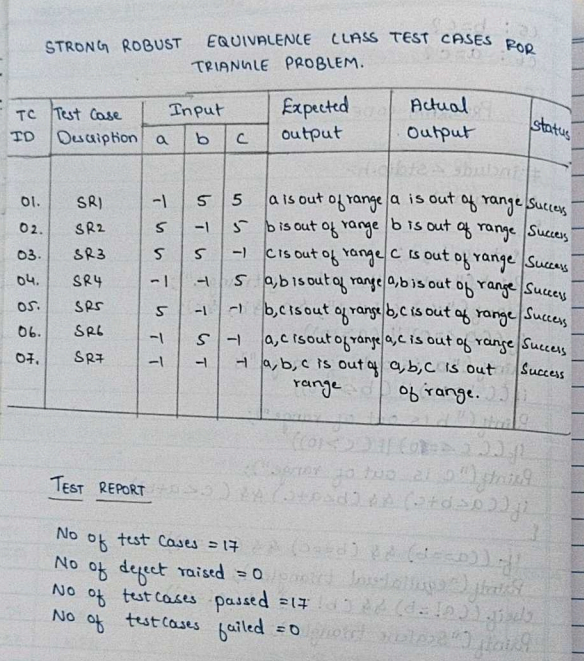 STRONG ROBUST EQUIVALENCE CLASS TEST CASES FOR
TRIANGLE PROBLEM.
TC ID Test Case Description Input a b c Expected output Actual output Status
01. SR1 -1 5 5 a is out of range a is out of range Success
02. SR2 5 -1 5 b is out of range b is out of range Success
03. SR3 5 5 -1 C is out of range C is out of range Success
04. SR4 -1 -1 5 a,b is out of range a,b is out of range Success
05. SR5 5 -1 -1 b,c is out of range b,c is out of range Success
06. SR6 -1 5 -1 a,c is out of range a,c is out of range Success
07. SR7 -1 -1 -1 a,b,c is out of range a,b,c is out of range. Success
TEST REPORT
No of test cases = 17
No of defect raised = 0
No of testcases passed = 17
No of testcases failed = 0